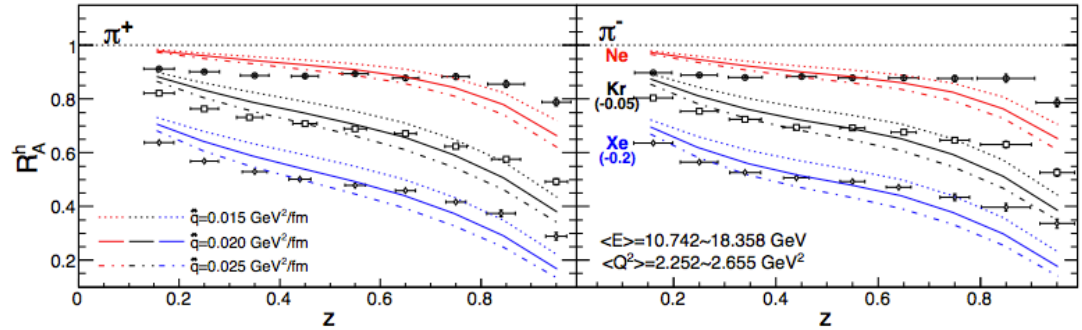 π⁺
π⁻
1
0.8
0.6
0.4
0.2
R_A^h
Ne
Kr
(-0.05)
Xe
(-0.2)
q̂=0.015 GeV²/fm
q̂=0.020 GeV²/fm
q̂=0.025 GeV²/fm
<E>=10.742~18.358 GeV
<Q²>=2.252~2.655 GeV²
0 0.2 0.4 0.6 0.8
0.2 0.4 0.6 0.8
z
z